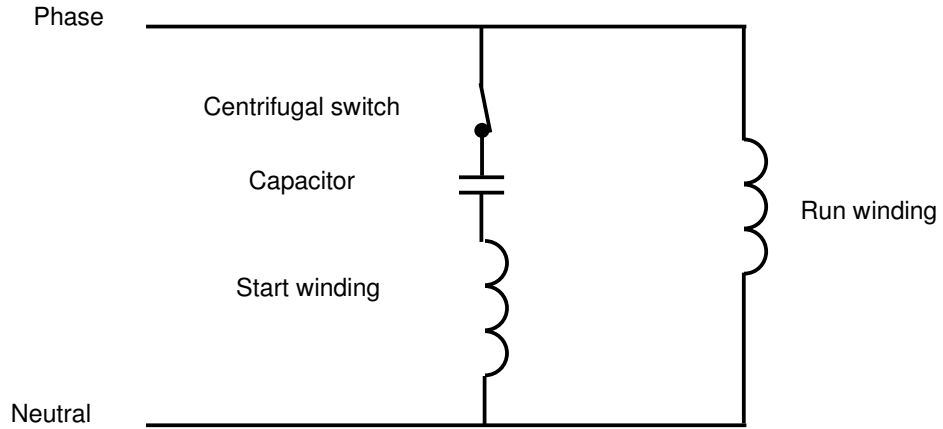 Phase
Centrifugal switch
Capacitor
Run winding
Start winding
Neutral